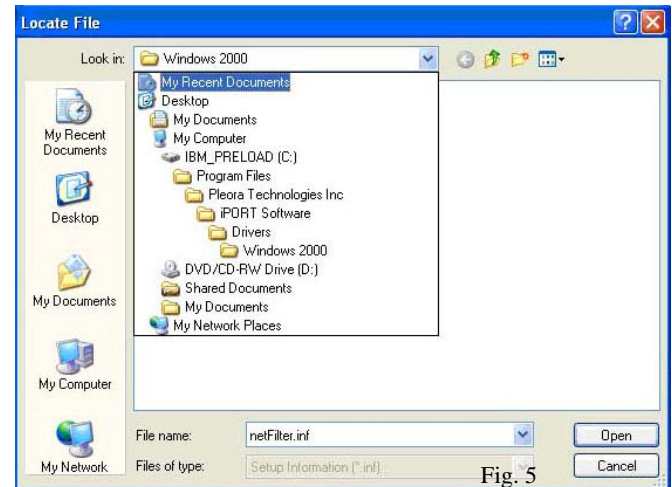 Locate File
Look in:
Windows 2000
My Recent Documents
Desktop
My Documents
My Computer
IBM_PRELOAD (C:)
Program Files
Pleora Technologies Inc
iPORT Software
Drivers
Windows 2000
DVD/CD-RW Drive (D:)
Shared Documents
My Documents
My Network Places
My Recent
Documents
Desktop
My Documents
My Computer
My Network
File name:
netFilter.inf
Open
Files of type:
Setup Information (*.inf)
Cancel
Fig. 5